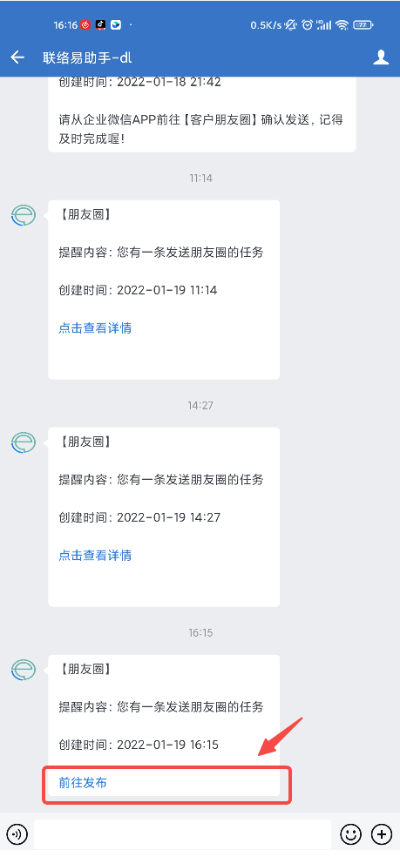 16:16
0.5K/s
联络易助手-dl
创建时间: 2022-01-18 21:42
请从企业微信APP前往【客户朋友圈】确认发送, 记得
及时完成喔!
11:14
【朋友圈】
提醒内容: 您有一条发送朋友圈的任务
创建时间: 2022-01-19 11:14
点击查看详情
14:27
【朋友圈】
提醒内容: 您有一条发送朋友圈的任务
创建时间: 2022-01-19 14:27
点击查看详情
16:15
【朋友圈】
提醒内容: 您有一条发送朋友圈的任务
创建时间: 2022-01-19 16:15
前往发布